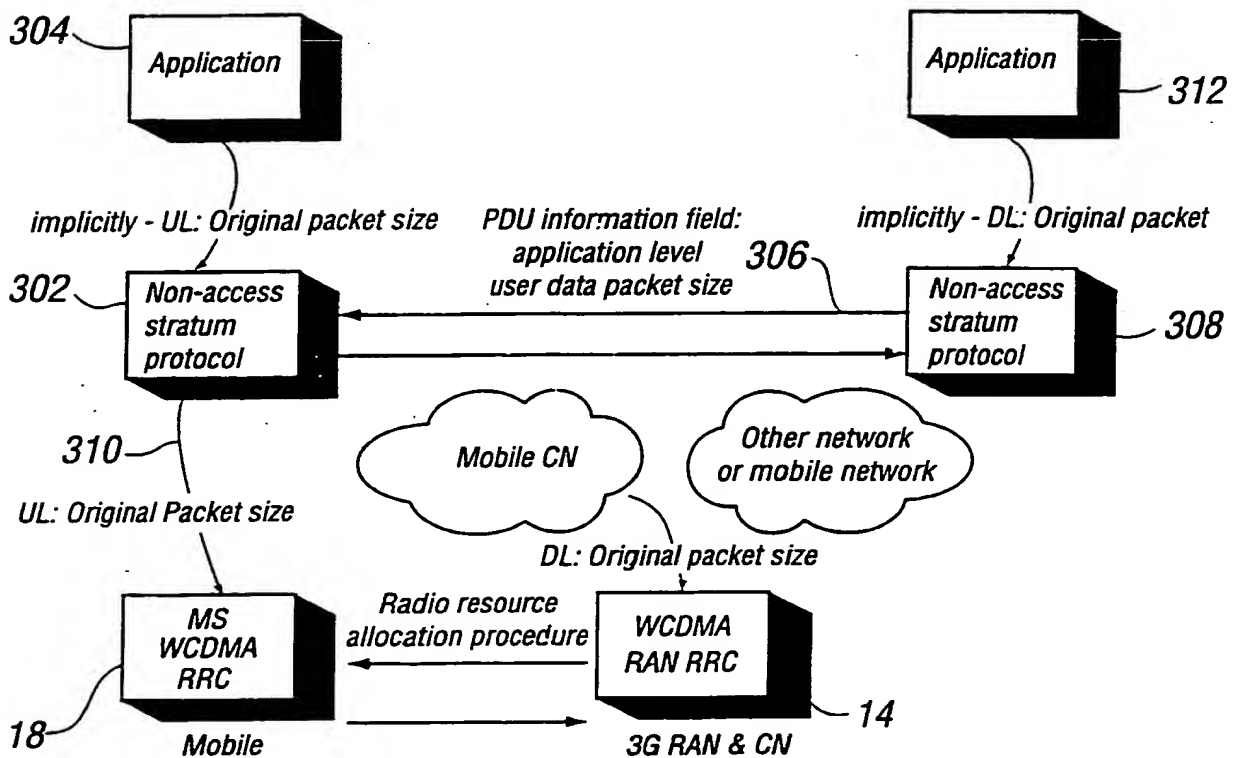 304
Application
Application
312
implicitly - UL: Original packet size
PDU information field:
application level
user data packet size
implicitly - DL: Original packet
306
302
Non-access
stratum
protocol
Non-access
stratum
protocol
308
310
Mobile CN
Other network
or mobile network
UL: Original Packet size
DL: Original packet size
MS
WCDMA
RRC
Radio resource
allocation procedure
WCDMA
RAN RRC
18
Mobile
14
3G RAN & CN